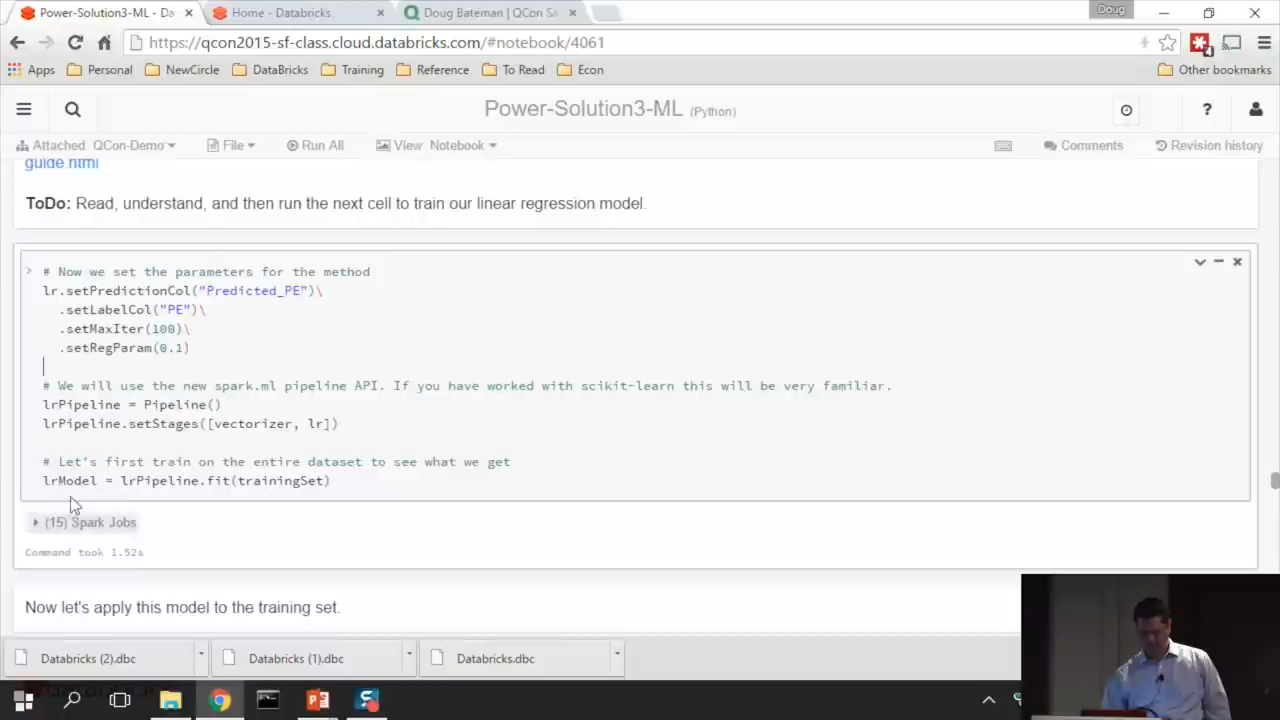 Power-Solution3-ML - Da
Home - Databricks
Doug Bateman | QCon Sa
Doug
https://qcon2015-sf-class.cloud.databricks.com/#notebook/4061
Apps Personal NewCircle DataBricks Training Reference To Read Econ Other bookmarks
Power-Solution3-ML (Python)
?
Attached: QCon-Demo File Run All View: Notebook Comments Revision history
guide.html
ToDo: Read, understand, and then run the next cell to train our linear regression model.
# Now we set the parameters for the method
lr.setPredictionCol("Predicted_PE")\
.setLabelCol("PE")\
.setMaxIter(100)\
.setRegParam(0.1)
# We will use the new spark.ml pipeline API. If you have worked with scikit-learn this will be very familiar.
lrPipeline = Pipeline()
lrPipeline.setStages([vectorizer, lr])
# Let's first train on the entire dataset to see what we get
lrModel = lrPipeline.fit(trainingSet)
(15) Spark Jobs
Command took 1.52s
Now let's apply this model to the training set.
Databricks (2).dbc
Databricks (1).dbc
Databricks.dbc